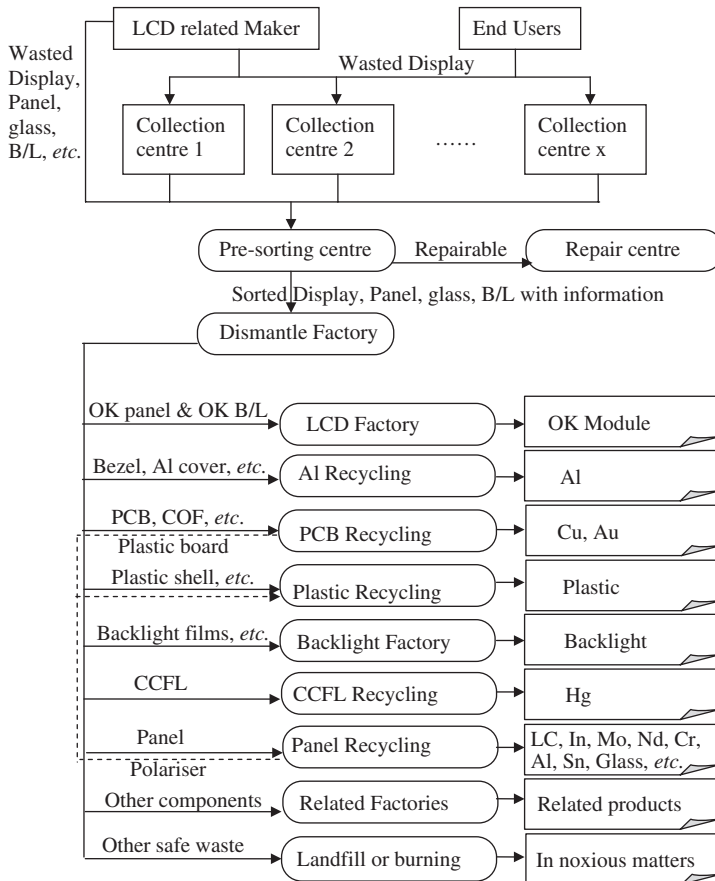 LCD related Maker
End Users
Wasted
Display,
Panel,
glass,
B/L, etc.
Wasted Display
Collection
centre 1
Collection
centre 2
......
Collection
centre x
Pre-sorting centre
Repairable
Repair centre
Sorted Display, Panel, glass, B/L with information
Dismantle Factory
OK panel & OK B/L
LCD Factory
OK Module
Bezel, Al cover, etc.
Al Recycling
Al
PCB, COF, etc.
PCB Recycling
Cu, Au
Plastic board
Plastic shell, etc.
Plastic Recycling
Plastic
Backlight films, etc.
Backlight Factory
Backlight
CCFL
CCFL Recycling
Hg
Panel
Panel Recycling
LC, In, Mo, Nd, Cr,
Al, Sn, Glass, etc.
Polariser
Other components
Related Factories
Related products
Other safe waste
Landfill or burning
In noxious matters